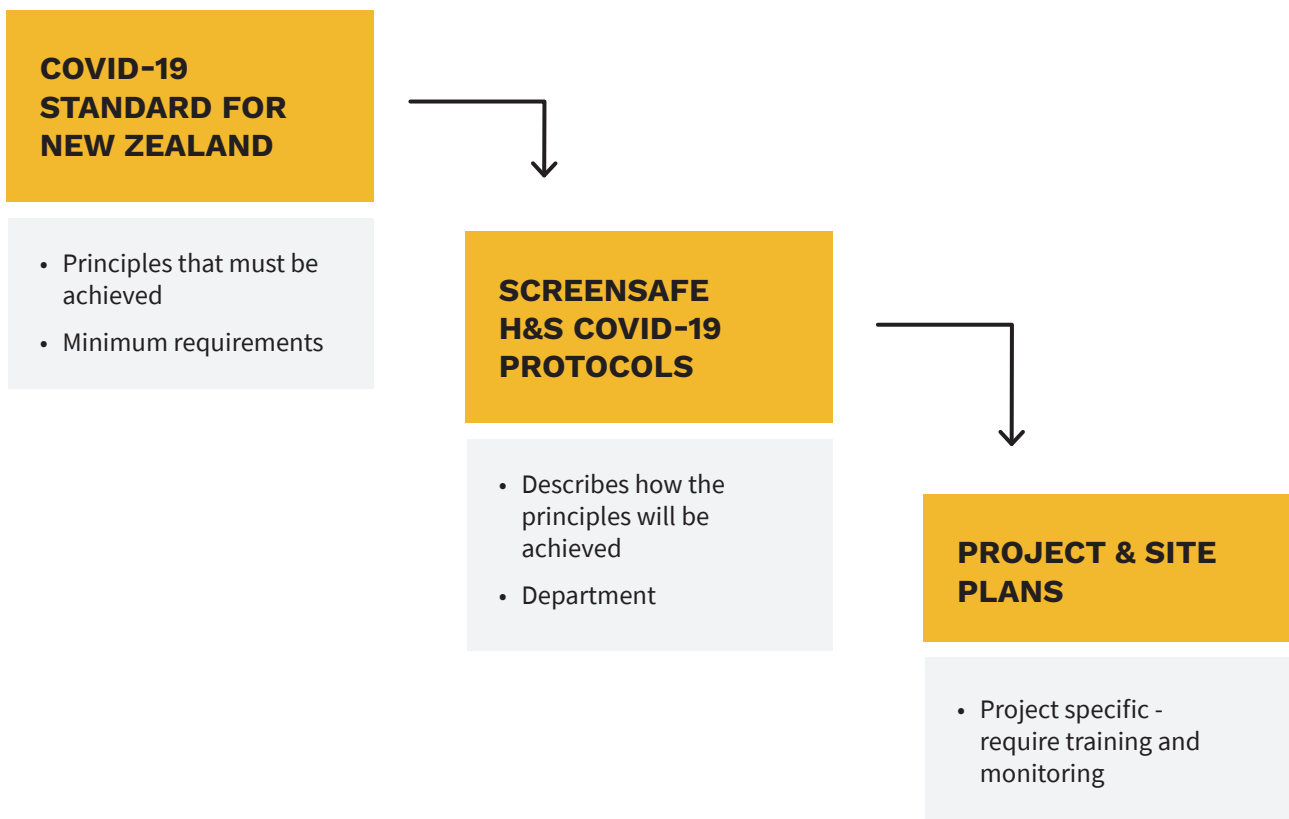 COVID-19
STANDARD FOR
NEW ZEALAND
• Principles that must be
achieved
• Minimum requirements
SCREENSAFE
H&S COVID-19
PROTOCOLS
• Describes how the
principles will be
achieved
• Department
PROJECT & SITE
PLANS
• Project specific -
require training and
monitoring